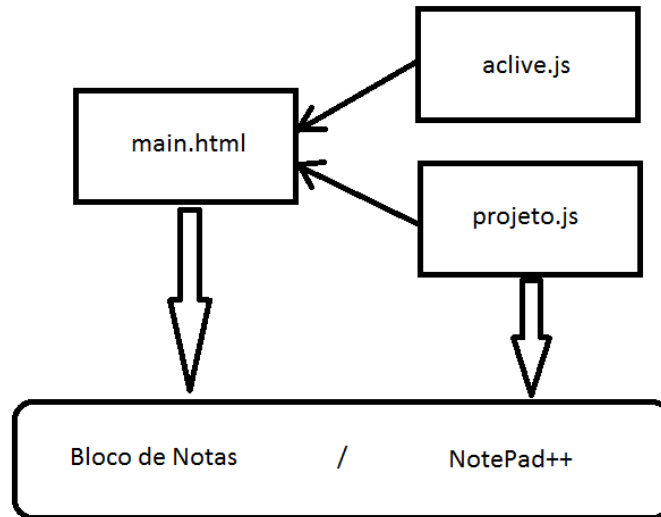 aclive.js
main.html
projeto.js
Bloco de Notas / NotePad++